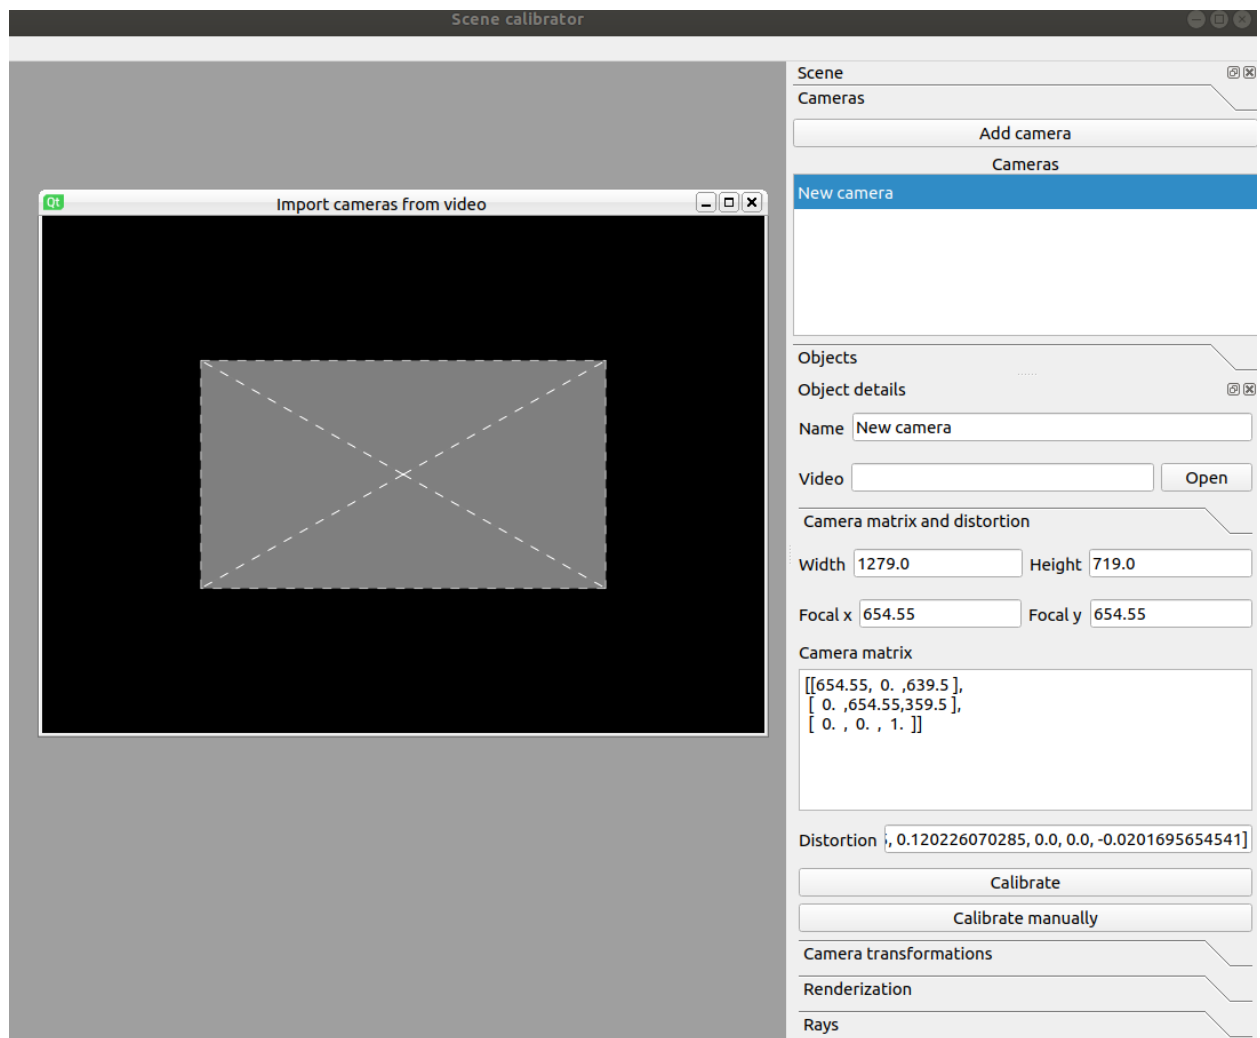 Scene calibrator
Scene
Cameras
Add camera
Cameras
New camera
Qt Import cameras from video
Objects
Object details
Name New camera
Video Open
Camera matrix and distortion
Width 1279.0 Height 719.0
Focal x 654.55 Focal y 654.55
Camera matrix
[[654.55, 0. ,639.5 ],
[ 0. ,654.55,359.5 ],
[ 0. , 0. , 1. ]]
Distortion , 0.120226070285, 0.0, 0.0, -0.0201695654541]
Calibrate
Calibrate manually
Camera transformations
Renderization
Rays